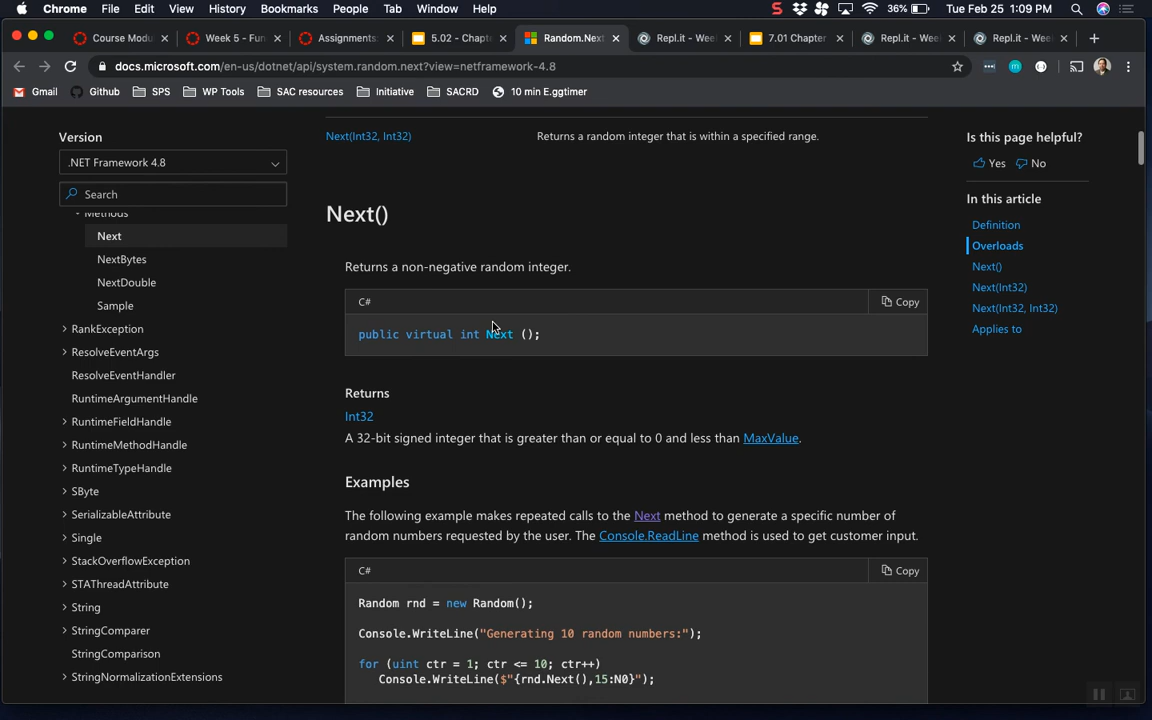 Chrome File Edit View History Bookmarks People Tab Window Help 36% Tue Feb 25 1:09 PM
Course Modu Week 5 - Fun Assignments 5.02 - Chapt Random.Next Repl.it - Wee 7.01 Chapter Repl.it - Wee Repl.it - Wee
docs.microsoft.com/en-us/dotnet/api/system.random.next?view=netframework-4.8
Gmail Github SPS WP Tools SAC resources Initiative SACRD 10 min E.ggtimer
Version
.NET Framework 4.8
Search
Methods
Next
NextBytes
NextDouble
Sample
RankException
ResolveEventArgs
ResolveEventHandler
RuntimeArgumentHandle
RuntimeFieldHandle
RuntimeMethodHandle
RuntimeTypeHandle
SByte
SerializableAttribute
Single
StackOverflowException
STAThreadAttribute
String
StringComparer
StringComparison
StringNormalizationExtensions
Next(Int32, Int32) Returns a random integer that is within a specified range.
Next()
Returns a non-negative random integer.
C# Copy
public virtual int Next ();
Returns
Int32
A 32-bit signed integer that is greater than or equal to 0 and less than MaxValue.
Examples
The following example makes repeated calls to the Next method to generate a specific number of
random numbers requested by the user. The Console.ReadLine method is used to get customer input.
C# Copy
Random rnd = new Random();
Console.WriteLine("Generating 10 random numbers:");
for (uint ctr = 1; ctr <= 10; ctr++)
Console.WriteLine($"{rnd.Next(),15:N0}");
Is this page helpful?
Yes No
In this article
Definition
Overloads
Next()
Next(Int32)
Next(Int32, Int32)
Applies to